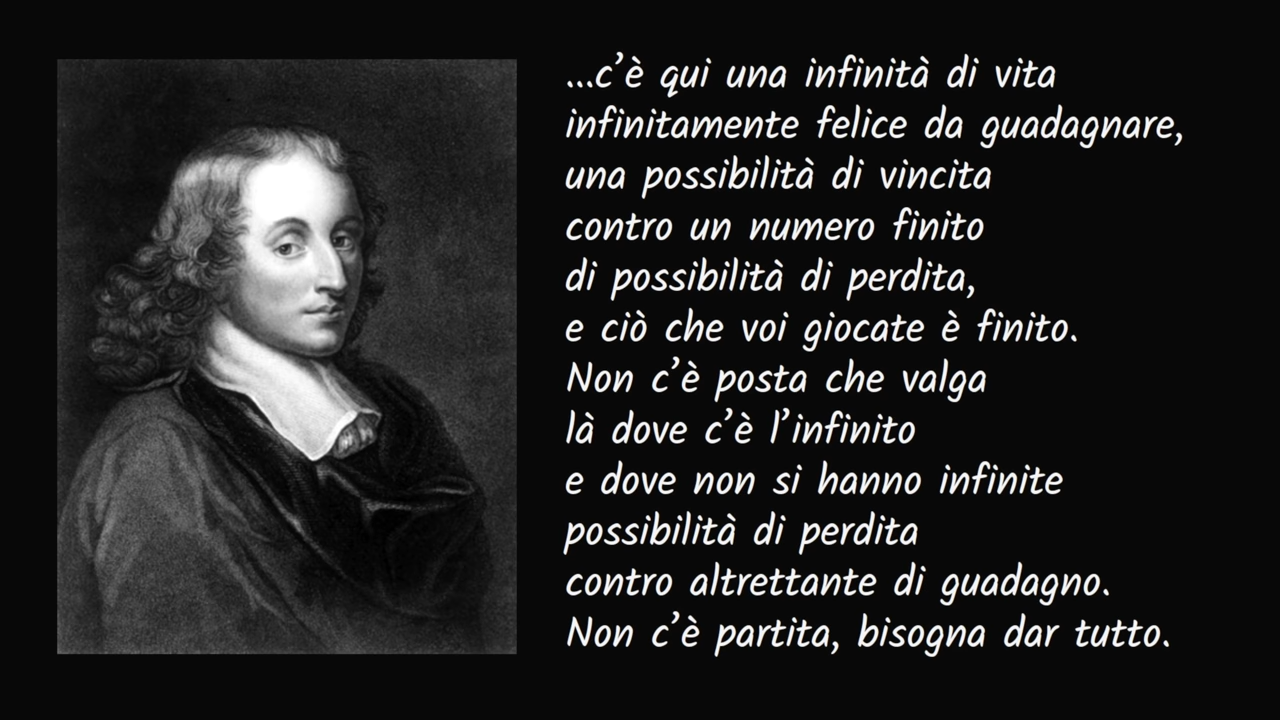 ...c’è qui una infinità di vita
infinitamente felice da guadagnare,
una possibilità di vincita
contro un numero finito
di possibilità di perdita,
e ciò che voi giocate è finito.
Non c’è posta che valga
là dove c’è l’infinito
e dove non si hanno infinite
possibilità di perdita
contro altrettante di guadagno.
Non c’è partita, bisogna dar tutto.